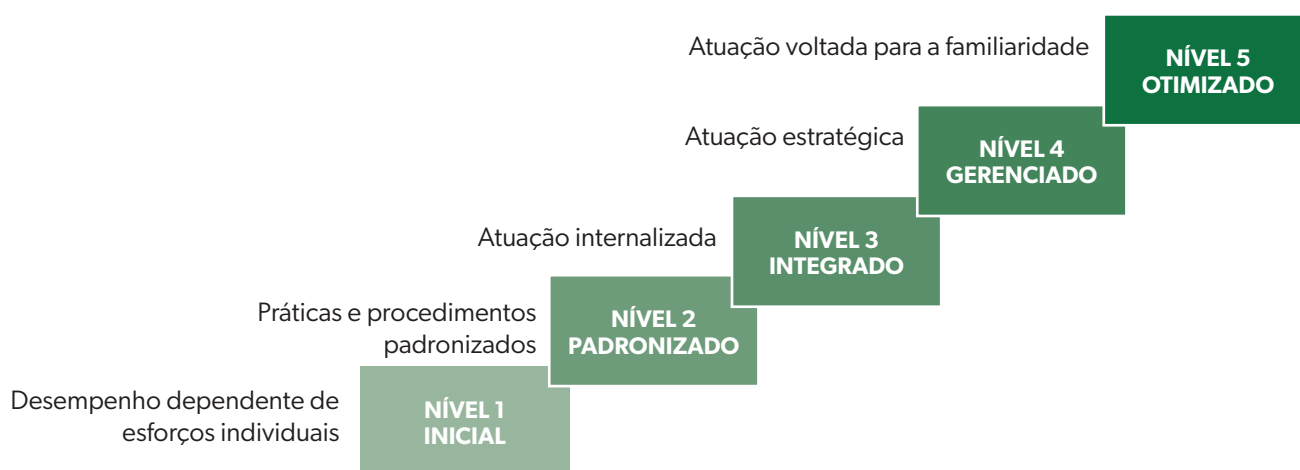 Atuação voltada para a familiaridade
NÍVEL 5
OTIMIZADO
Atuação estratégica
NÍVEL 4
GERENCIADO
Atuação internalizada
NÍVEL 3
INTEGRADO
Práticas e procedimentos
padronizados
NÍVEL 2
PADRONIZADO
Desempenho dependente de
esforços individuais
NÍVEL 1
INICIAL